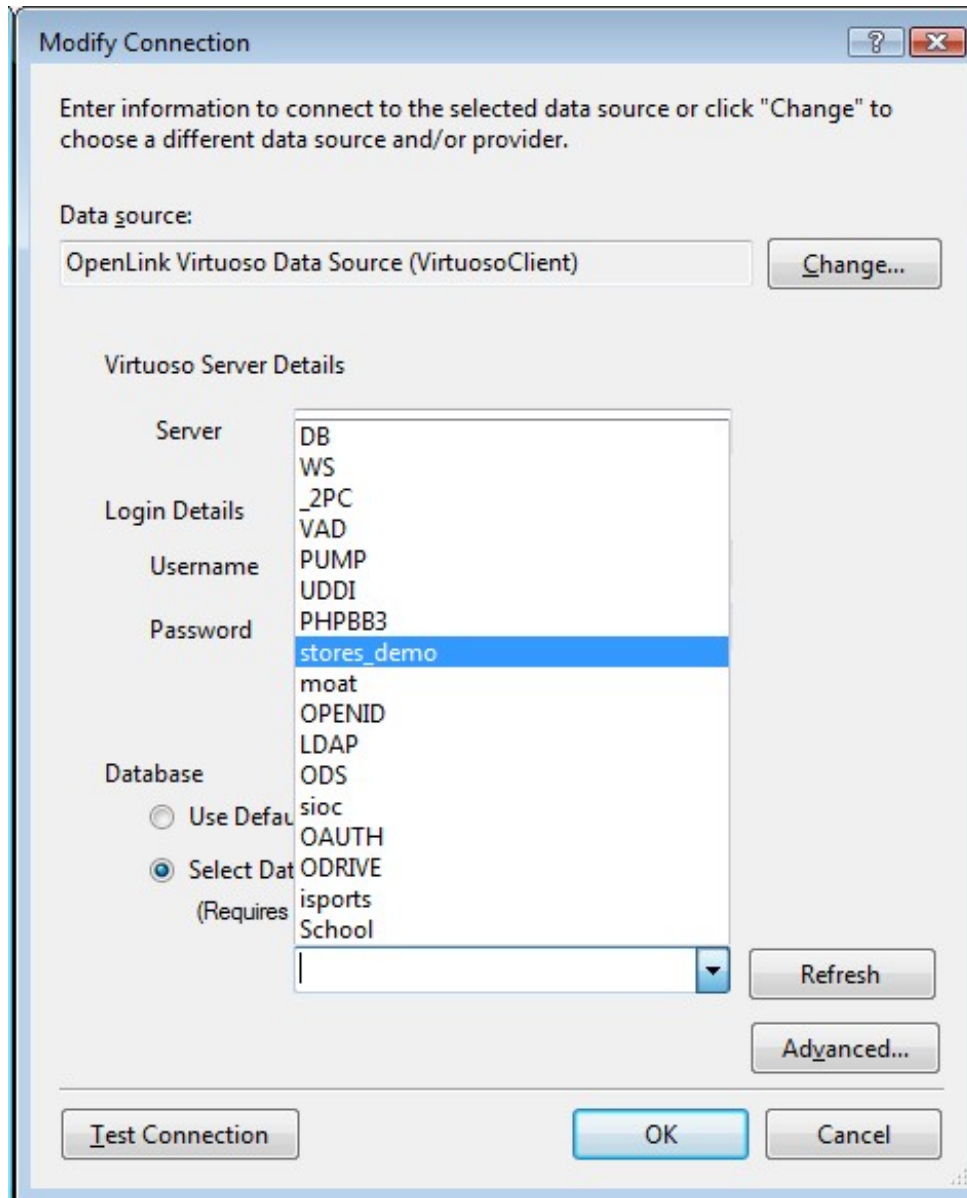 Modify Connection
Enter information to connect to the selected data source or click "Change" to
choose a different data source and/or provider.
Data source:
OpenLink Virtuoso Data Source (VirtuosoClient)
Change...
Virtuoso Server Details
Server
DB
WS
_2PC
Login Details
VAD
Username
PUMP
UDDI
Password
PHPBB3
stores_demo
moat
OPENID
LDAP
Database
ODS
Use Defau
sioc
OAUTH
Select Dat
ODRIVE
(Requires
isports
School
Refresh
Advanced...
Test Connection
OK
Cancel